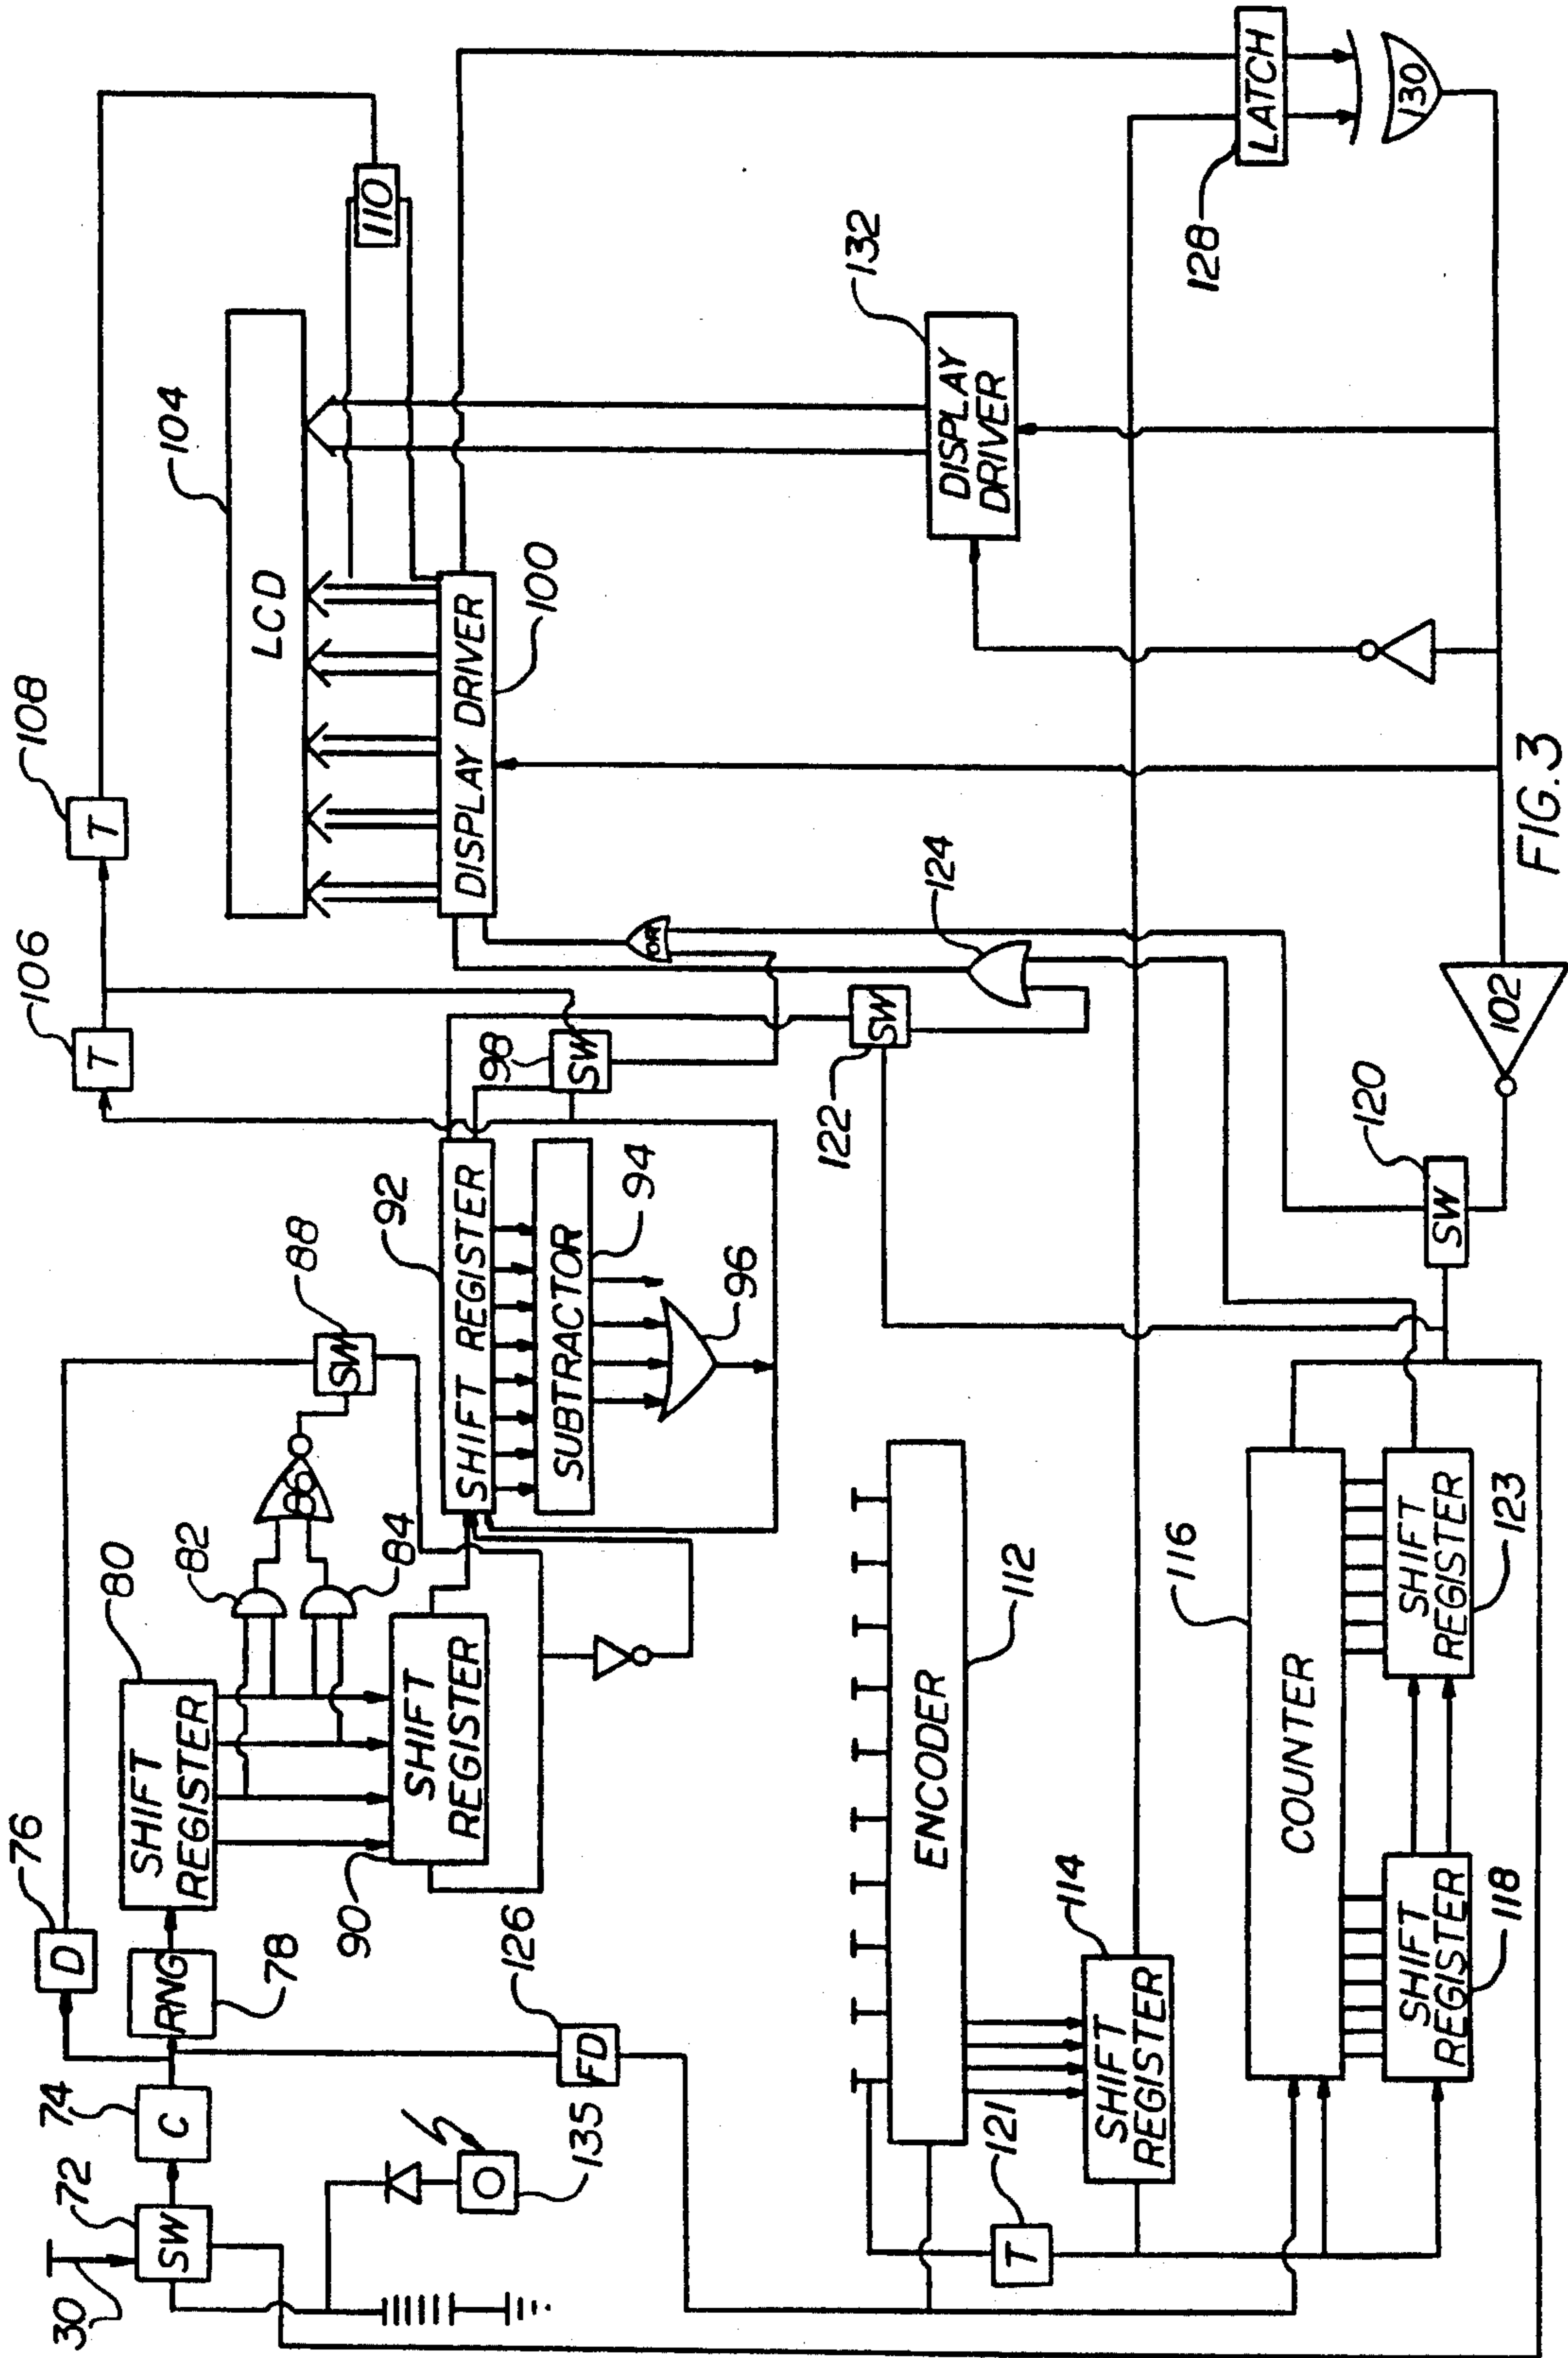 30
72
SW
74
C
76
D
RNG
78
80
SHIFT
REGISTER
82
84
86
88
SW
90
SHIFT
REGISTER
92
SHIFT REGISTER
SUBTRACTOR
94
96
98
SW
106
T
108
T
104
LCD
110
DISPLAY DRIVER
100
OR
126
FD
135
ENCODER
112
121
T
114
SHIFT
REGISTER
122
SW
124
132
DISPLAY
DRIVER
128
LATCH
130
116
COUNTER
SHIFT
REGISTER
118
SHIFT
REGISTER
123
120
SW
102
FIG. 3